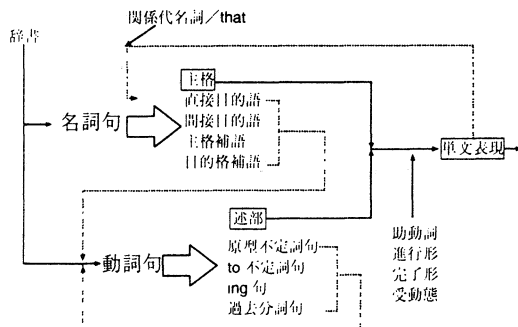 関係代名詞／that
辞書
主格
直接目的語
間接目的語
主格補語
目的格補語
名詞句
単文表現
述部
原型不定詞句
to 不定詞句
ing 句
過去分詞句
動詞句
助動詞
進行形
完了形
受動態